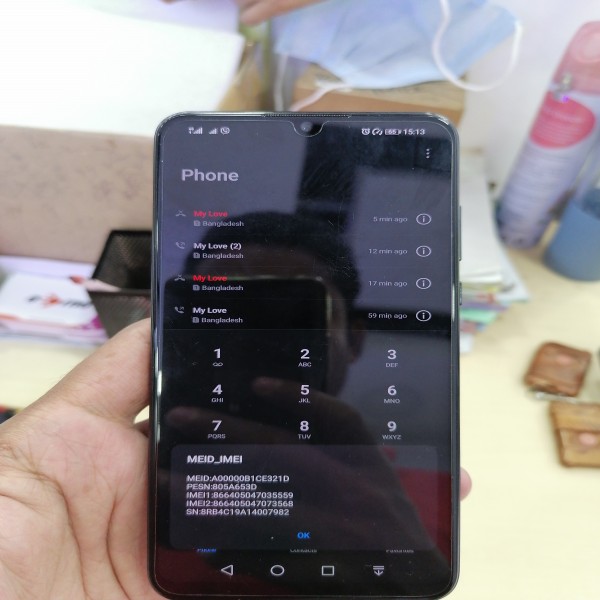 15:13
Phone
My Love
Bangladesh
5 min ago
My Love (2)
Bangladesh
12 min ago
My Love
Bangladesh
17 min ago
My Love
Bangladesh
59 min ago
1 2 3
ABC DEF
4 5 6
GHI JKL MNO
7 8 9
PQRS TUV WXYZ
MEID_IMEI
MEID:A00000B1CE321D
PESN:805A653D
IMEI1:866405047035559
IMEI2:866405047073568
SN:8RB4C19A14007982
OK